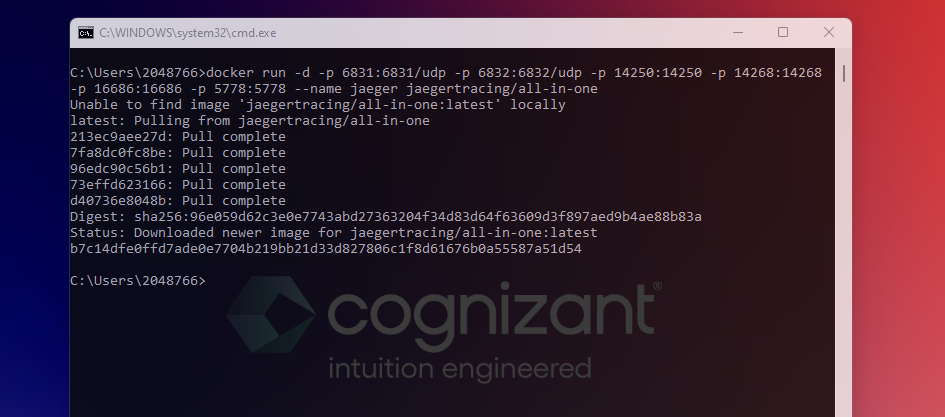 C:\WINDOWS\system32\cmd.exe
C:\Users\2048766>docker run -d -p 6831:6831/udp -p 6832:6832/udp -p 14250:14250 -p 14268:14268
-p 16686:16686 -p 5778:5778 --name jaeger jaegertracing/all-in-one
Unable to find image 'jaegertracing/all-in-one:latest' locally
latest: Pulling from jaegertracing/all-in-one
213ec9aee27d: Pull complete
7fa8dc0fc8be: Pull complete
96edc90c56b1: Pull complete
73effd623166: Pull complete
d40736e8048b: Pull complete
Digest: sha256:96e059d62c3e0e7743abd27363204f34d83d64f63609d3f897aed9b4ae88b83a
Status: Downloaded newer image for jaegertracing/all-in-one:latest
b7c14dfe0ffd7ade0e7704b219bb21d33d827806c1f8d61676b0a55587a51d54
C:\Users\2048766>
cognizant®
intuition engineered